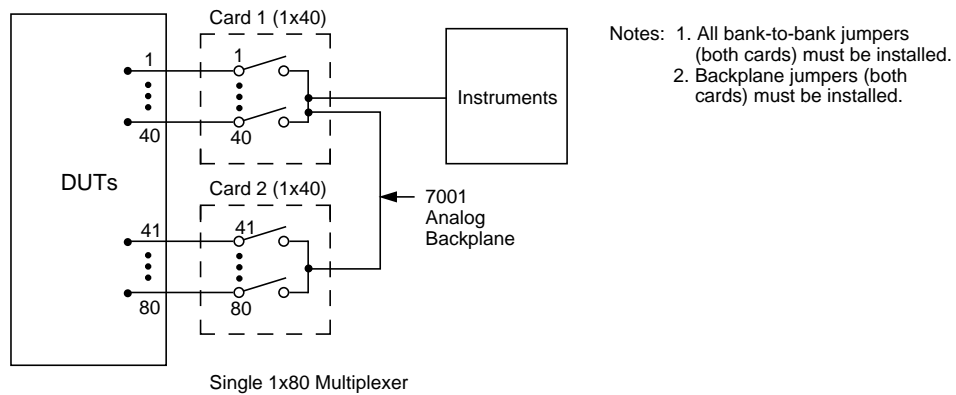 Card 1 (1x40)
Notes: 1. All bank-to-bank jumpers
(both cards) must be installed.
2. Backplane jumpers (both
cards) must be installed.
1
1
Instruments
40
40
DUTs
Card 2 (1x40)
7001
Analog
Backplane
41
41
80
80
Single 1x80 Multiplexer